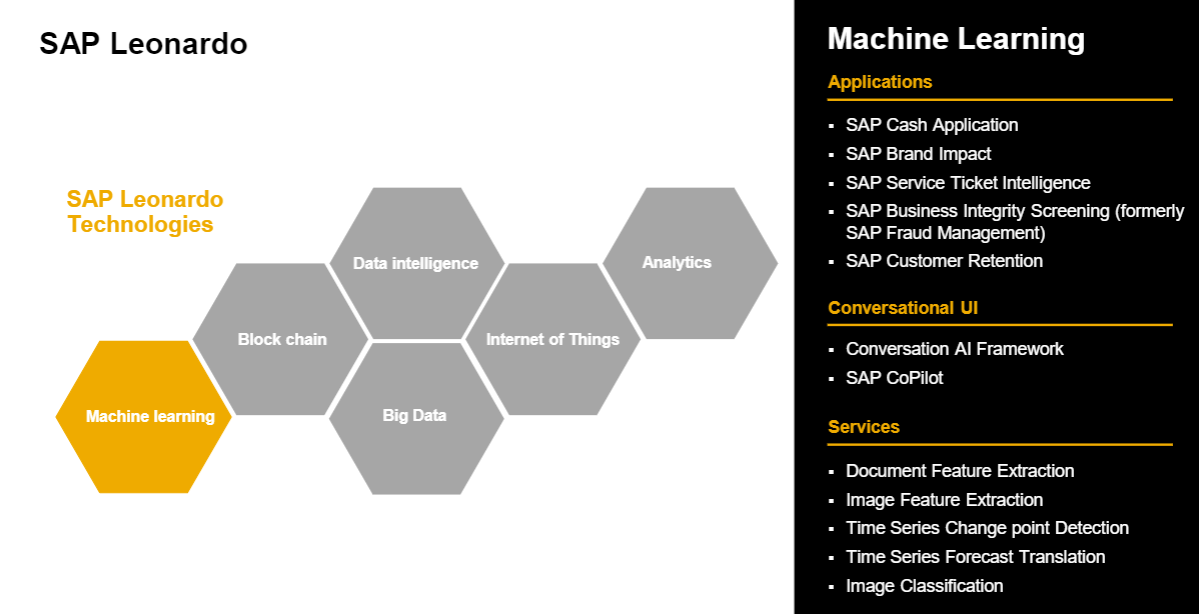 SAP Leonardo
SAP Leonardo
Technologies
Data intelligence
Analytics
Block chain
Internet of Things
Machine learning
Big Data
Machine Learning
Applications
▪ SAP Cash Application
▪ SAP Brand Impact
▪ SAP Service Ticket Intelligence
▪ SAP Business Integrity Screening (formerly
SAP Fraud Management)
▪ SAP Customer Retention
Conversational UI
▪ Conversation AI Framework
▪ SAP CoPilot
Services
▪ Document Feature Extraction
▪ Image Feature Extraction
▪ Time Series Change point Detection
▪ Time Series Forecast Translation
▪ Image Classification